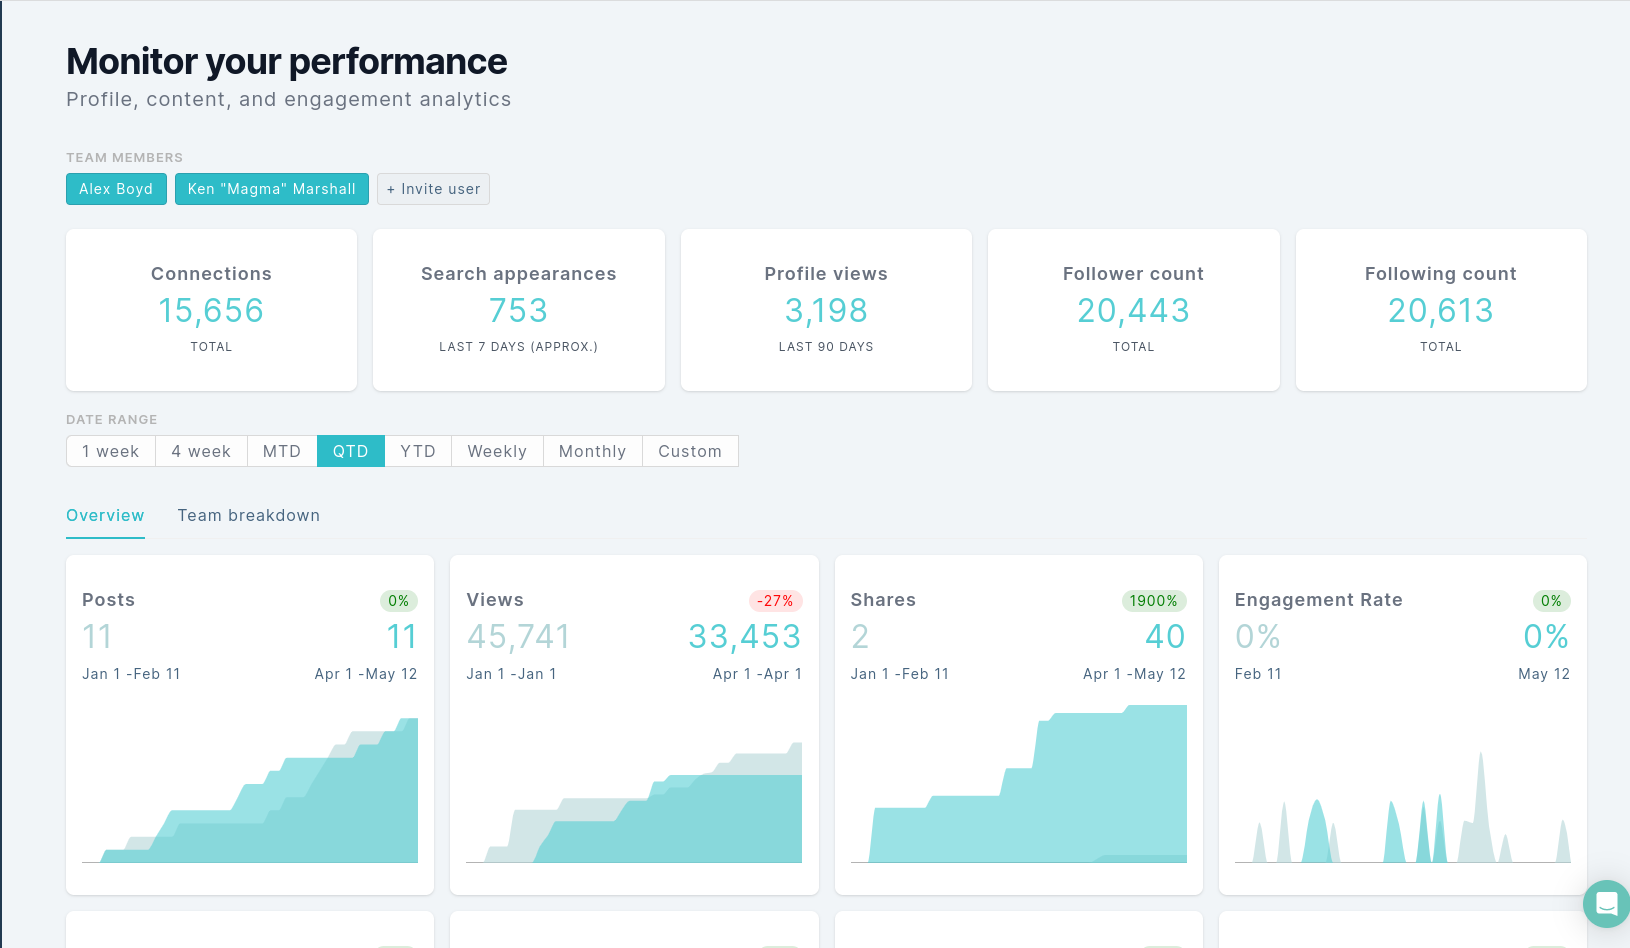 Monitor your performance
Profile, content, and engagement analytics
TEAM MEMBERS
Alex Boyd
Ken "Magma" Marshall
+ Invite user
Connections
15,656
TOTAL
Search appearances
753
LAST 7 DAYS (APPROX.)
Profile views
3,198
LAST 90 DAYS
Follower count
20,443
TOTAL
Following count
20,613
TOTAL
DATE RANGE
1 week
4 week
MTD
QTD
YTD
Weekly
Monthly
Custom
Overview
Team breakdown
Posts
0%
11
11
Jan 1 -Feb 11
Apr 1 -May 12
Views
-27%
45,741
33,453
Jan 1 -Jan 1
Apr 1 -Apr 1
Shares
1900%
2
40
Jan 1 -Feb 11
Apr 1 -May 12
Engagement Rate
0%
0%
0%
Feb 11
May 12